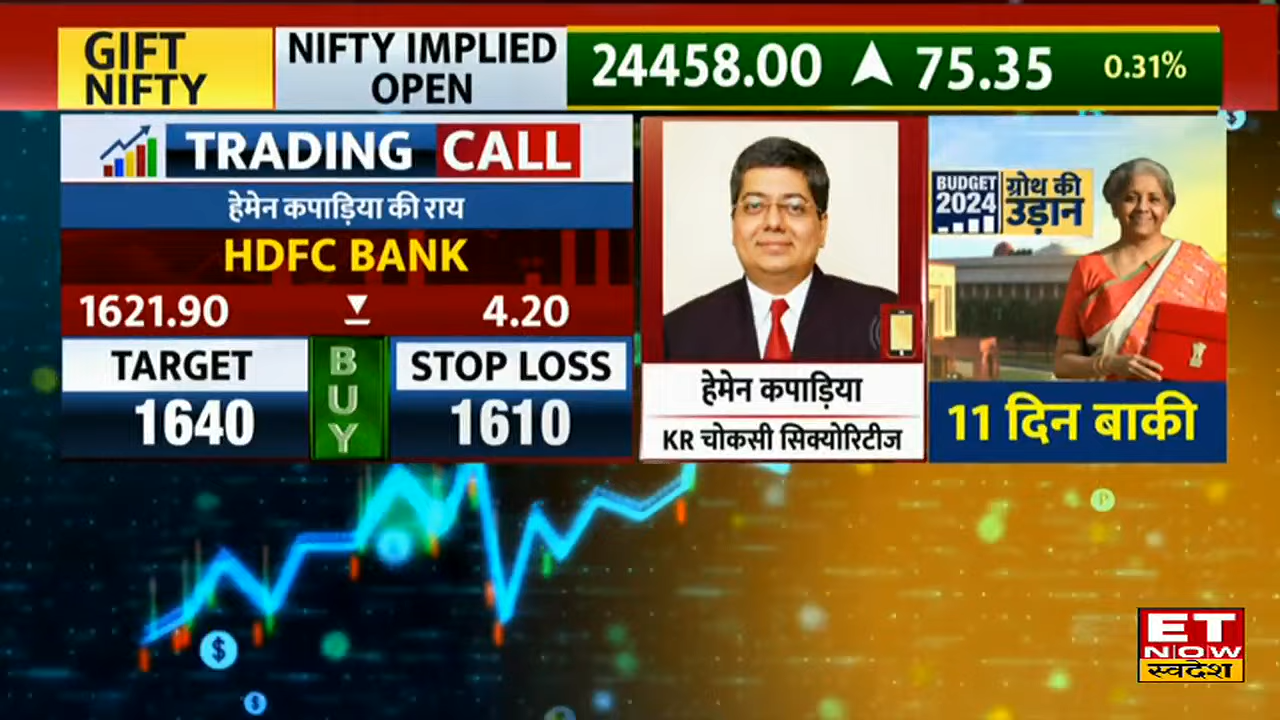 GIFT
NIFTY
NIFTY IMPLIED
OPEN
24458.00 ▲ 75.35 0.31%
TRADING CALL
हेमेन कपाड़िया की राय
HDFC BANK
1621.90 ▼ 4.20
TARGET
1640
BUY
STOP LOSS
1610
हेमेन कपाड़िया
KR चोकसी सिक्योरिटीज
BUDGET
2024
ग्रोथ की
उड़ान
11 दिन बाकी
ET
NOW
स्वदेश